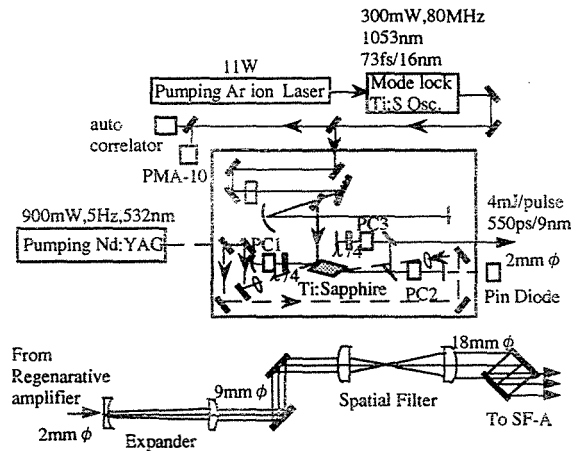 300mW,80MHz
1053nm
73fs/16nm
11W
Pumping Ar ion Laser
Mode lock
Ti:S Osc.
auto
correlator
PMA-10
900mW,5Hz,532nm
Pumping Nd:YAG
4mJ/pulse
550ps/9nm
2mm ϕ
PC3
λ/4
PC1
λ/4
Ti:Sapphire
PC2
Pin Diode
From
Regenarative
amplifier
2mm ϕ
Expander
9mm ϕ
Spatial Filter
18mm ϕ
To SF-A